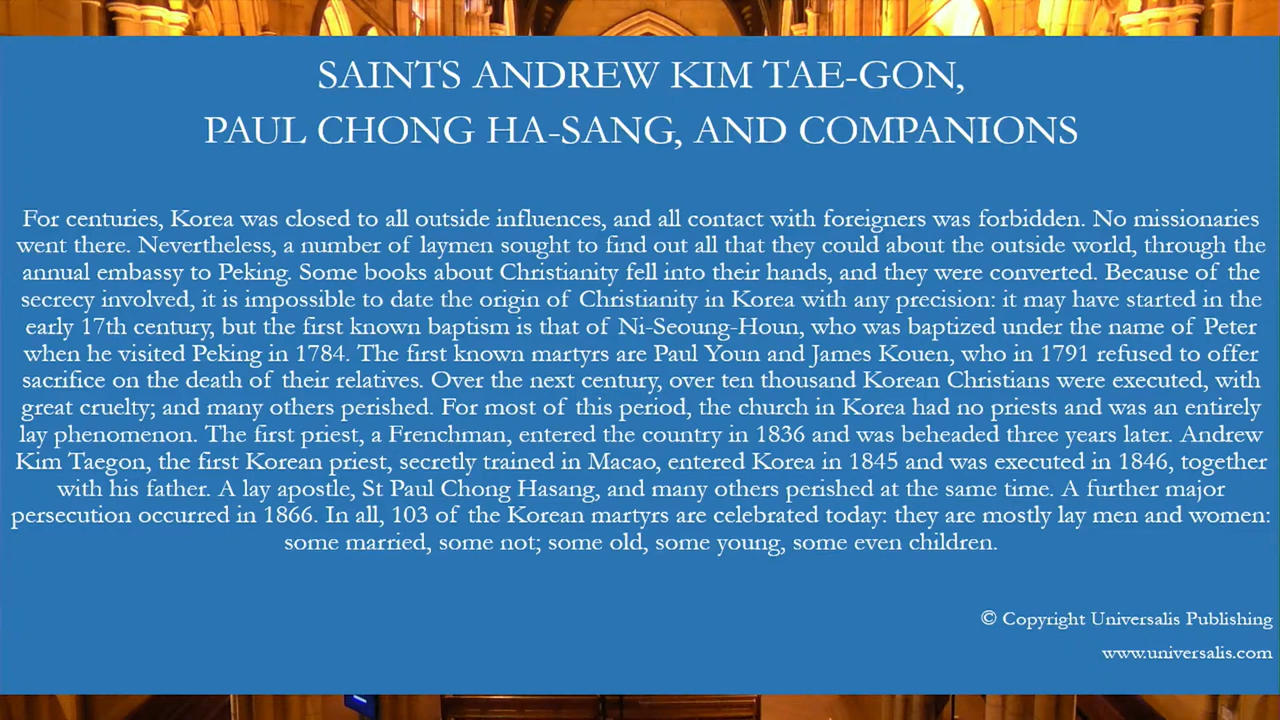 SAINTS ANDREW KIM TAE-GON,
PAUL CHONG HA-SANG, AND COMPANIONS
For centuries, Korea was closed to all outside influences, and all contact with foreigners was forbidden. No missionaries
went there. Nevertheless, a number of laymen sought to find out all that they could about the outside world, through the
annual embassy to Peking. Some books about Christianity fell into their hands, and they were converted. Because of the
secrecy involved, it is impossible to date the origin of Christianity in Korea with any precision: it may have started in the
early 17th century, but the first known baptism is that of Ni-Seoung-Houn, who was baptized under the name of Peter
when he visited Peking in 1784. The first known martyrs are Paul Youn and James Kouen, who in 1791 refused to offer
sacrifice on the death of their relatives. Over the next century, over ten thousand Korean Christians were executed, with
great cruelty; and many others perished. For most of this period, the church in Korea had no priests and was an entirely
lay phenomenon. The first priest, a Frenchman, entered the country in 1836 and was beheaded three years later. Andrew
Kim Taegon, the first Korean priest, secretly trained in Macao, entered Korea in 1845 and was executed in 1846, together
with his father. A lay apostle, St Paul Chong Hasang, and many others perished at the same time. A further major
persecution occurred in 1866. In all, 103 of the Korean martyrs are celebrated today: they are mostly lay men and women:
some married, some not; some old, some young, some even children.
© Copyright Universalis Publishing
www.universalis.com